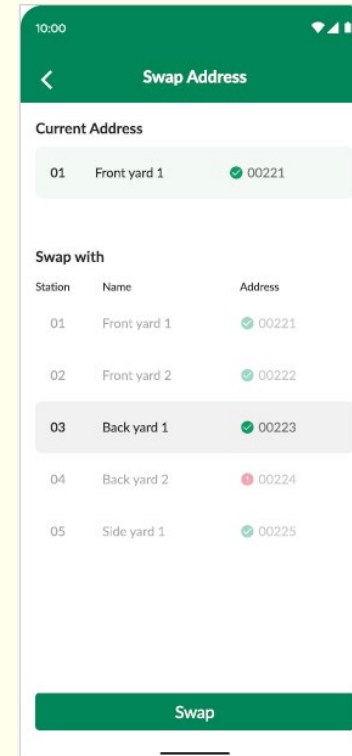 10:00
Swap Address
Current Address
01 Front yard 1 00221
Swap with
Station Name Address
01 Front yard 1 00221
02 Front yard 2 00222
03 Back yard 1 00223
04 Back yard 2 00224
05 Side yard 1 00225
Swap